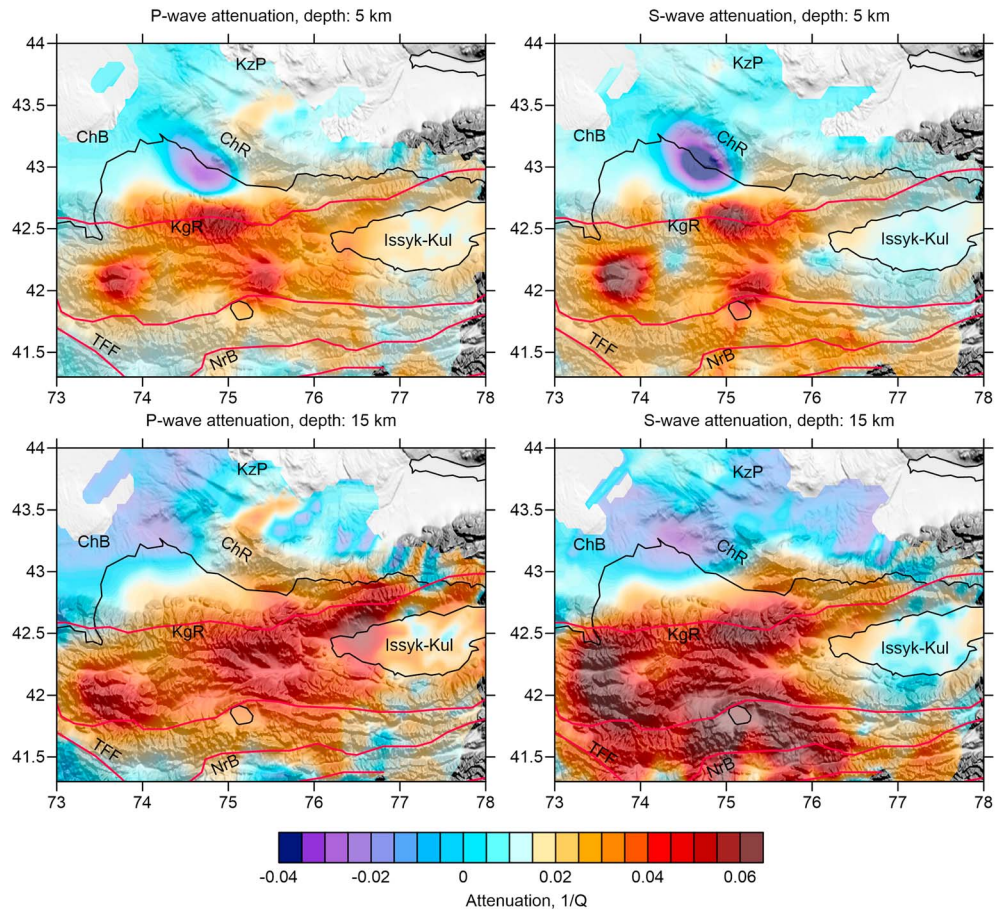 P-wave attenuation, depth: 5 km
S-wave attenuation, depth: 5 km
44
43.5
43
42.5
42
41.5
73 74 75 76 77 78
KzP
ChB
ChR
KgR
Issyk-Kul
TFF
NrB
73 74 75 76 77 78
KzP
ChB
ChR
KgR
Issyk-Kul
TFF
NrB
P-wave attenuation, depth: 15 km
S-wave attenuation, depth: 15 km
44
43.5
43
42.5
42
41.5
73 74 75 76 77 78
KzP
ChB
ChR
KgR
Issyk-Kul
TFF
NrB
73 74 75 76 77 78
KzP
ChB
ChR
KgR
Issyk-Kul
TFF
NrB
-0.04 -0.02 0 0.02 0.04 0.06
Attenuation, 1/Q